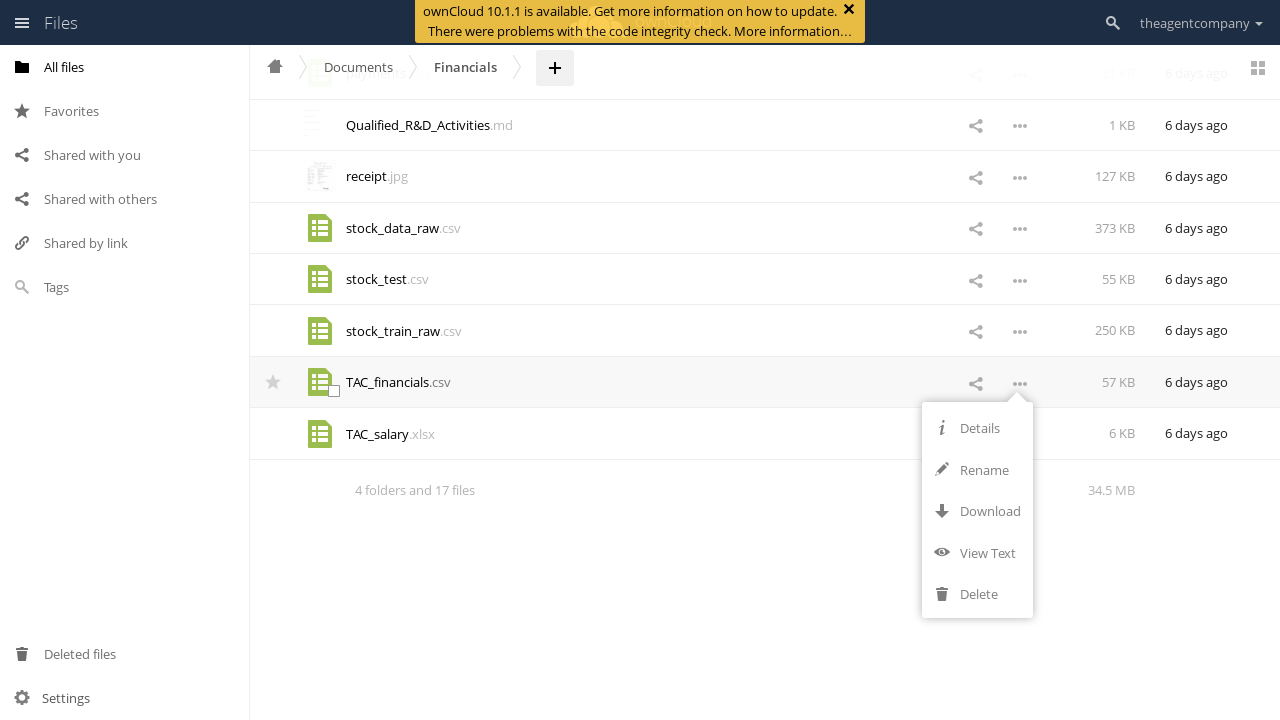 Files
ownCloud 10.1.1 is available. Get more information on how to update.
There were problems with the code integrity check. More information…
theagentcompany
All files
Favorites
Shared with you
Shared with others
Shared by link
Tags
Deleted files
Settings
Documents
Financials
6 days ago
Qualified_R&D_Activities.md 1 KB 6 days ago
receipt.jpg 127 KB 6 days ago
stock_data_raw.csv 373 KB 6 days ago
stock_test.csv 55 KB 6 days ago
stock_train_raw.csv 250 KB 6 days ago
TAC_financials.csv 57 KB 6 days ago
TAC_salary.xlsx 6 KB 6 days ago
4 folders and 17 files 34.5 MB
Details
Rename
Download
View Text
Delete